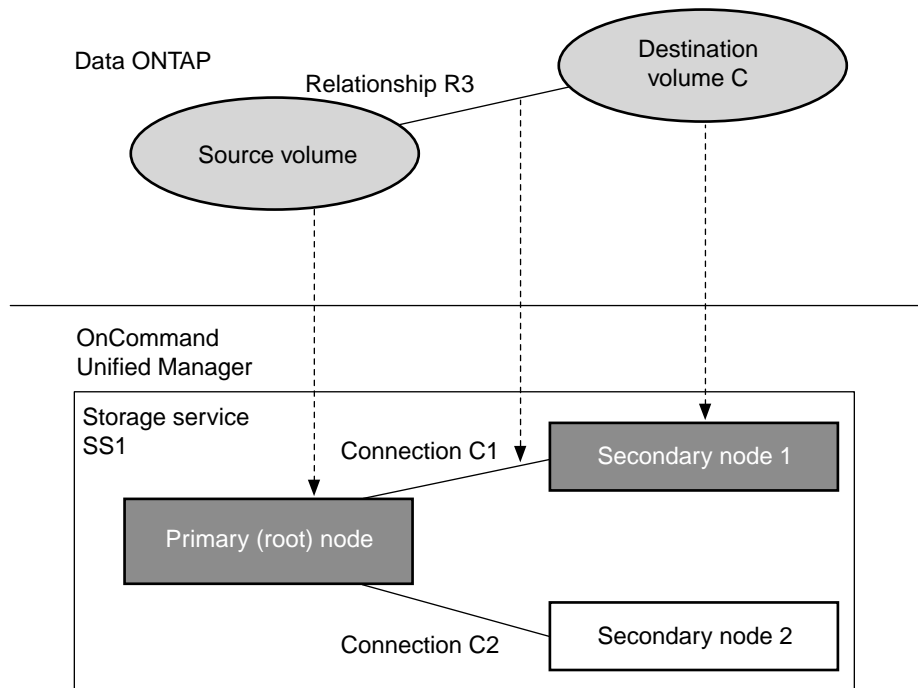 Data ONTAP
Relationship R3
Destination
volume C
Source volume
OnCommand
Unified Manager
Storage service
SS1
Connection C1
Secondary node 1
Primary (root) node
Connection C2
Secondary node 2